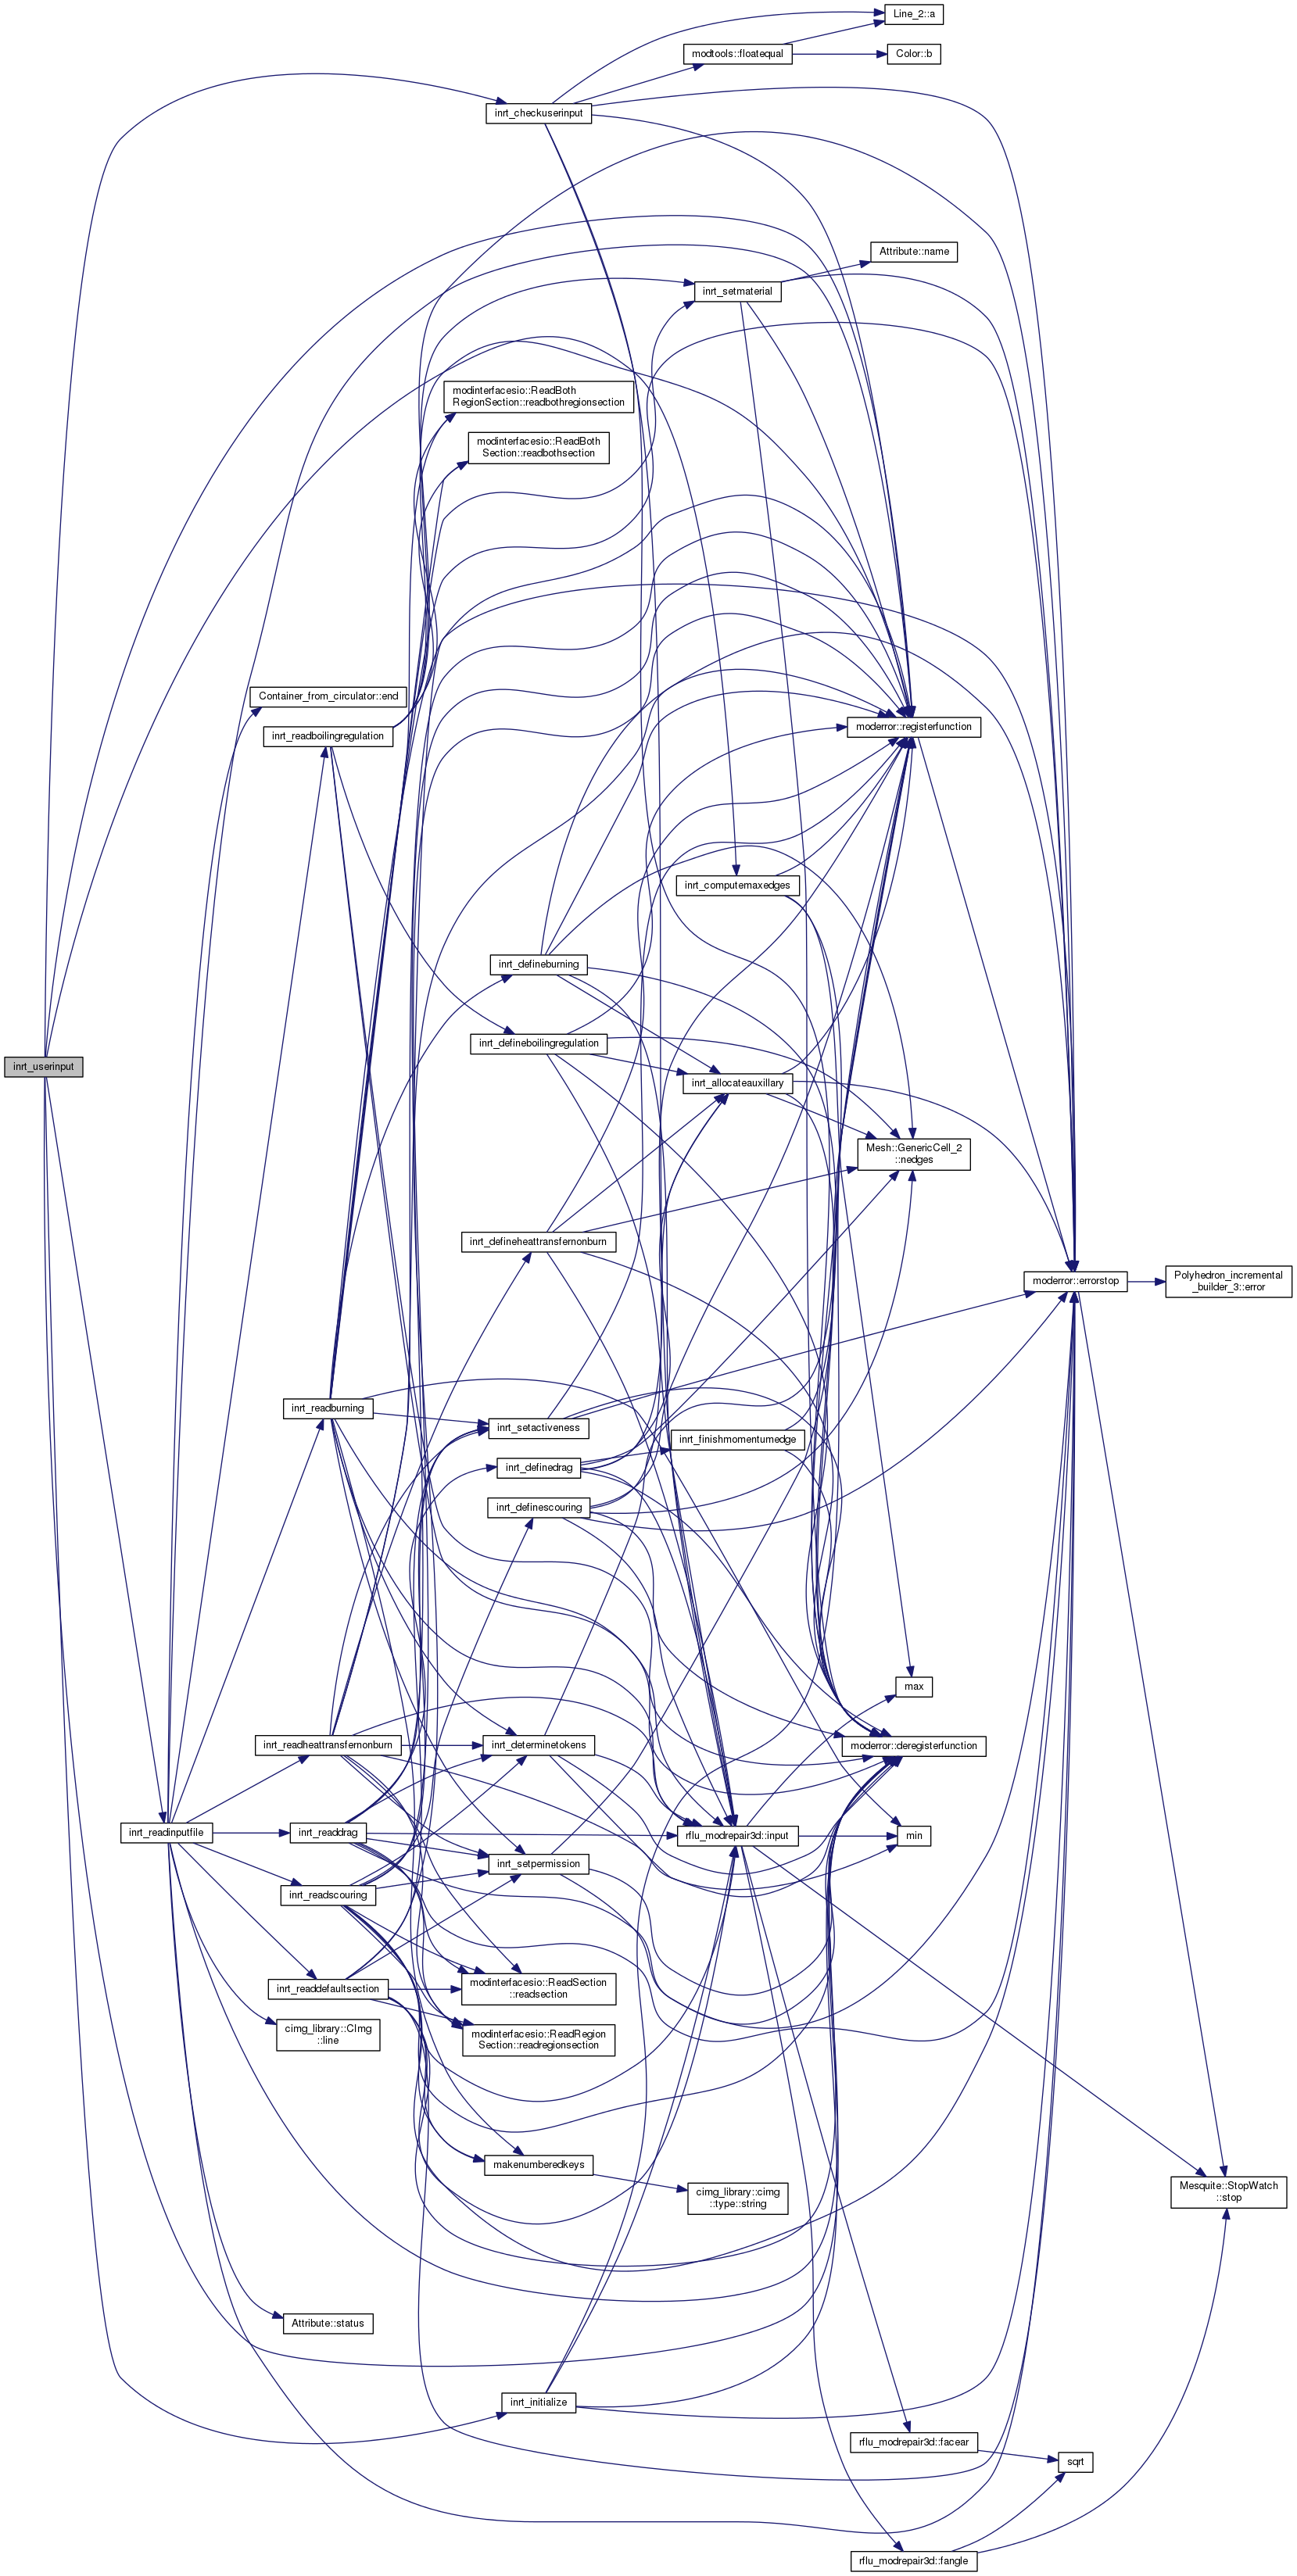 Line_2::a
modtools::floatequal
Color::b
inrt_checkuserinput
Attribute::name
inrt_setmaterial
modinterfacesio::ReadBoth
RegionSection::readbothregionsection
modinterfacesio::ReadBoth
Section::readbothsection
Container_from_circulator::end
inrt_readboilingregulation
moderror::registerfunction
inrt_computemaxedges
inrt_defineburning
inrt_defineboilingregulation
inrt_userinput
inrt_allocateauxillary
Mesh::GenericCell_2
::nedges
inrt_defineheattransfernonburn
moderror::errorstop
Polyhedron_incremental
_builder_3::error
inrt_readburning
inrt_setactiveness
inrt_finishmomentumedge
inrt_definedrag
inrt_definescouring
max
inrt_readheattransfernonburn
inrt_determinetokens
moderror::deregisterfunction
inrt_readinputfile
inrt_readdrag
rflu_modrepair3d::input
min
inrt_setpermission
inrt_readscouring
inrt_readdefaultsection
modinterfacesio::ReadSection
::readsection
cimg_library::CImg
::line
modinterfacesio::ReadRegion
Section::readregionsection
makenumberedkeys
cimg_library::cimg
::type::string
Mesquite::StopWatch
::stop
Attribute::status
inrt_initialize
rflu_modrepair3d::facear
sqrt
rflu_modrepair3d::fangle